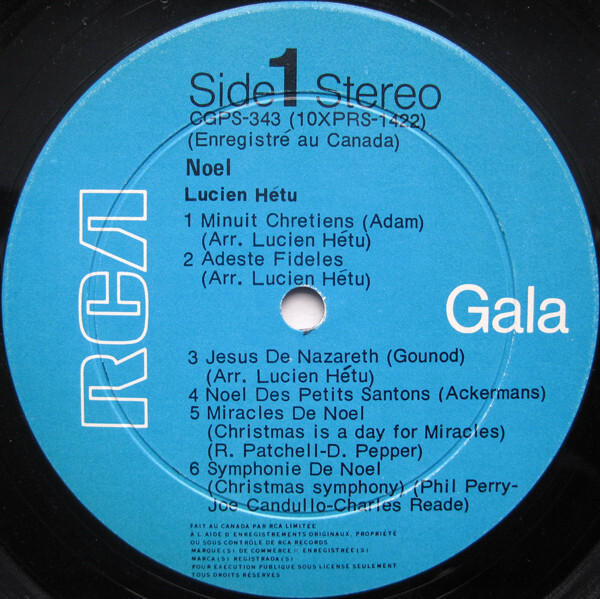 Side 1 Stereo
CGPS-343 (10XPRS-1422)
(Enregistré au Canada)
Noel
Lucien Hétu
1 Minuit Chretiens (Adam)
(Arr. Lucien Hétu)
2 Adeste Fideles
(Arr. Lucien Hétu)
RCA
Gala
3 Jesus De Nazareth (Gounod)
(Arr. Lucien Hétu)
4 Noel Des Petits Santons (Ackermans)
5 Miracles De Noel
(Christmas is a day for Miracles)
(R. Patchell-D. Pepper)
6 Symphonie De Noel
(Christmas symphony) (Phil Perry-
Joe Candullo-Charles Reade)
FAIT AU CANADA PAR RCA LIMITEE
À L'AIDE D'ENREGISTREMENTS ORIGINAUX, PROPRIÉTÉ
OU SOUS CONTRÔLE DE RCA RECORDS
MARQUE(S) DE COMMERCE ENREGISTRÉE(S)
MARCA(S) REGISTRADA(S)
POUR EXÉCUTION PUBLIQUE SOUS LICENSE SEULEMENT
TOUS DROITS RÉSERVÉS